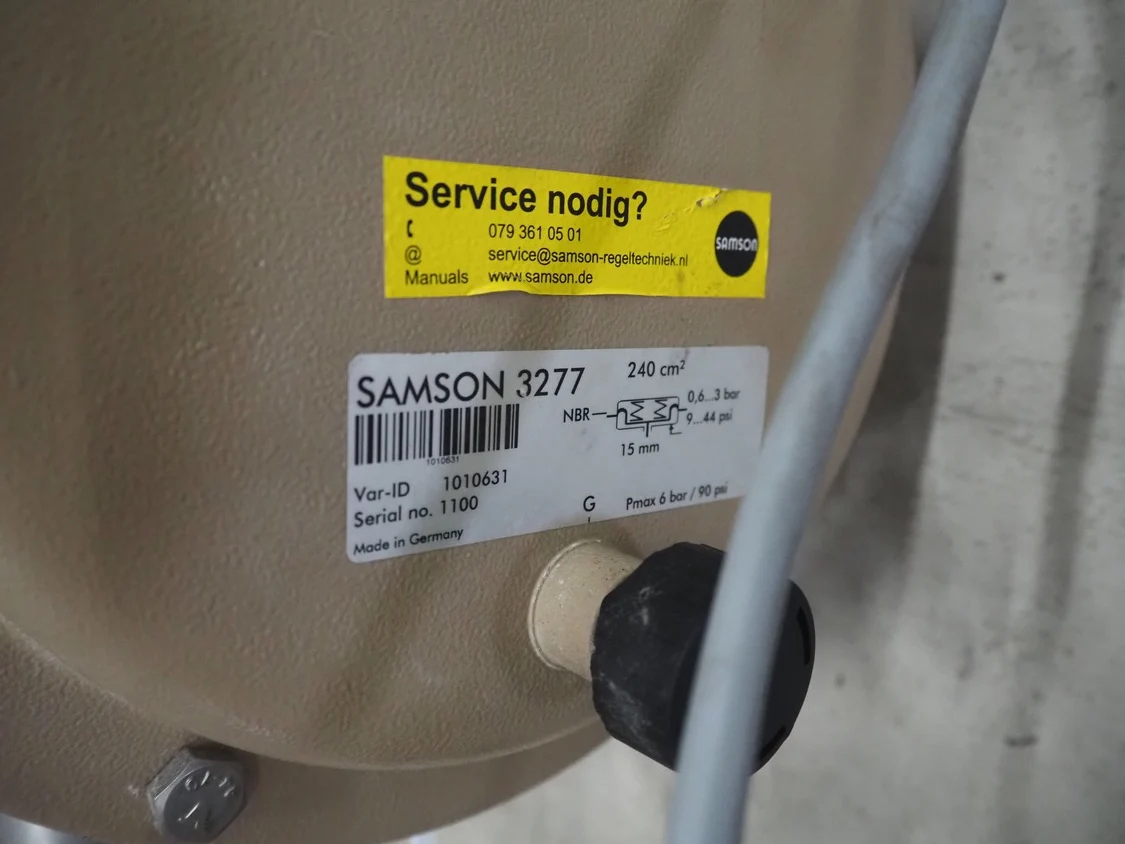 Service nodig?
079 361 05 01
@ service@samson-regeltechniek.nl
Manuals www.samson.de
SAMSON
SAMSON 3277
240 cm²
1010631
NBR
0,6...3 bar
9...44 psi
15 mm
Var-ID 1010631
Serial no. 1100
G
Pmax 6 bar / 90 psi
Made in Germany